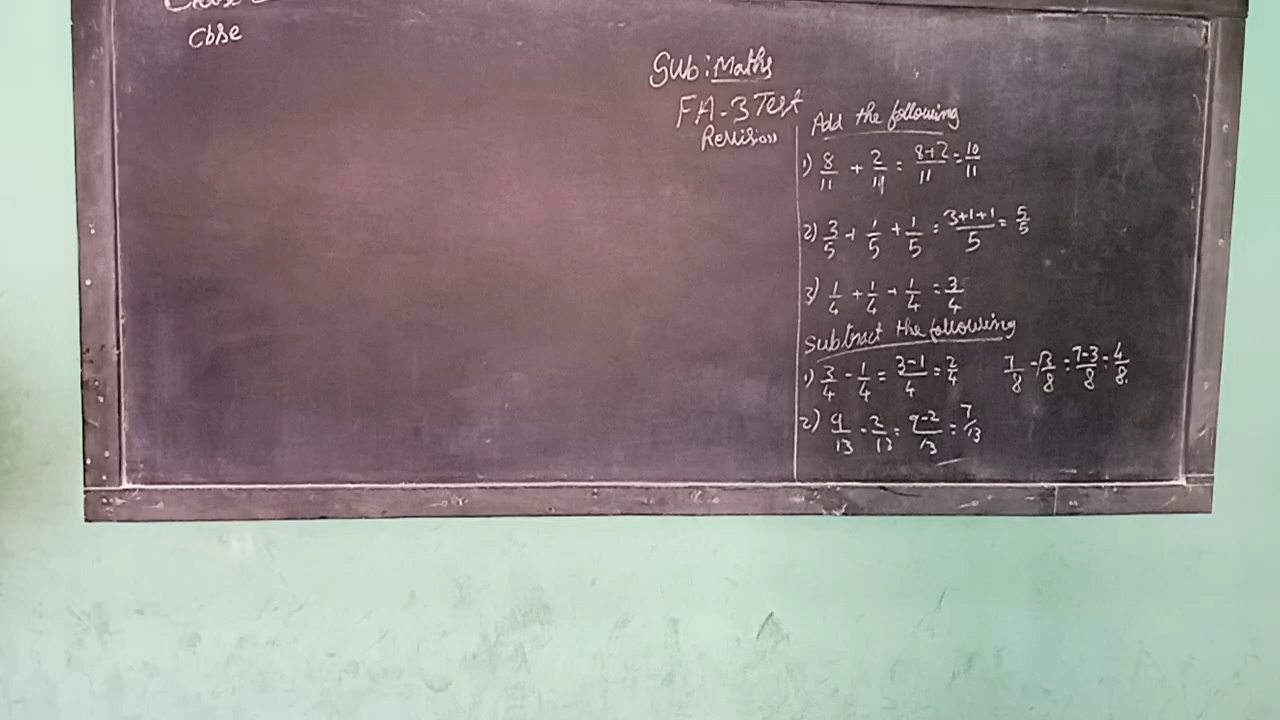 CBSE
Sub: Maths
FA-3 Test
Revision
Add the following
1) 8/11 + 2/11 = 8+2/11 = 10/11
2) 3/5 + 1/5 + 1/5 = 3+1+1/5 = 5/5
3) 1/4 + 1/4 + 1/4 = 3/4
Subtract the following
1) 3/4 - 1/4 = 3-1/4 = 2/4 7/8 - 3/8 = 7-3/8 = 4/8
2) 9/13 - 2/13 = 9-2/13 = 7/13